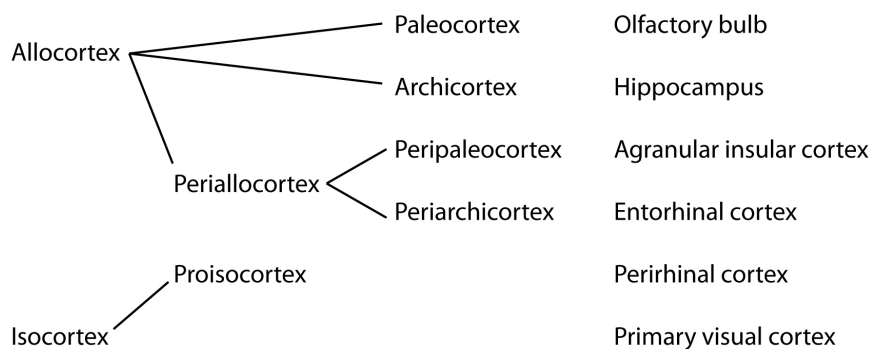 Paleocortex Olfactory bulb
Allocortex
Archicortex Hippocampus
Peripaleocortex Agranular insular cortex
Periallocortex
Periarchicortex Entorhinal cortex
Proisocortex Perirhinal cortex
Isocortex Primary visual cortex